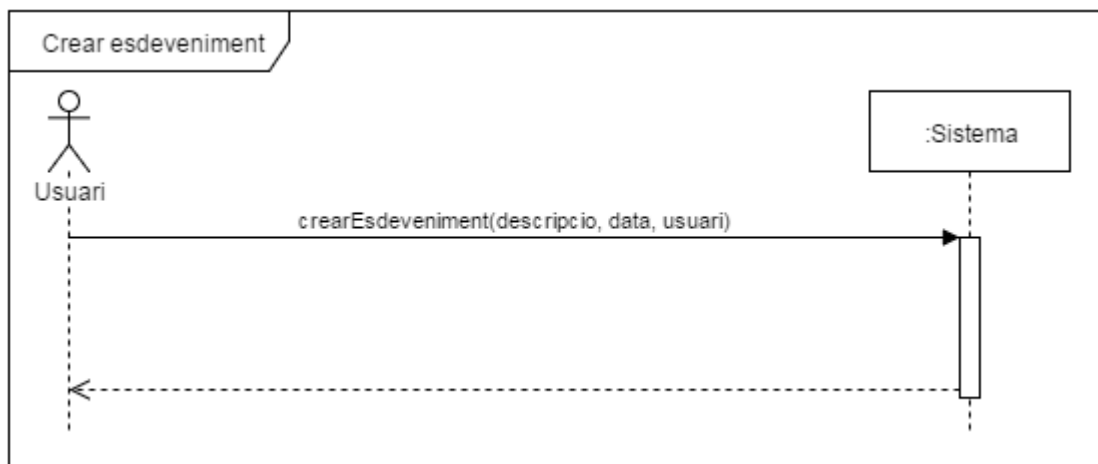 Crear esdeveniment
Usuari
:Sistema
crearEsdeveniment(descripcio, data, usuari)